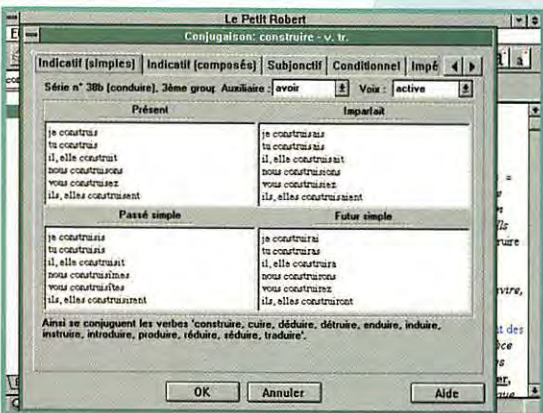 Le Petit Robert
Conjugaison: construire - v. tr.
Indicatif (simples) Indicatif (composés) Subjonctif Conditionnel Impé
Série n° 38b (conduire), 3ème group Auxiliaire : avoir Voix : active
Présent Imparfait
je construis
tu construis
il, elle construit
nous construisons
vous construisez
ils, elles construisent
je construisais
tu construisais
il, elle construisait
nous construisions
vous construisiez
ils, elles construisaient
Passé simple Futur simple
je construisis
tu construisis
il, elle construisit
nous construisîmes
vous construisîtes
ils, elles construisirent
je construirai
tu construiras
il, elle construira
nous construirons
vous construirez
ils, elles construiront
Ainsi se conjuguent les verbes 'construire, cuire, déduire, détruire, enduire, induire,
instruire, introduire, produire, réduire, séduire, traduire'.
OK Annuler Aide